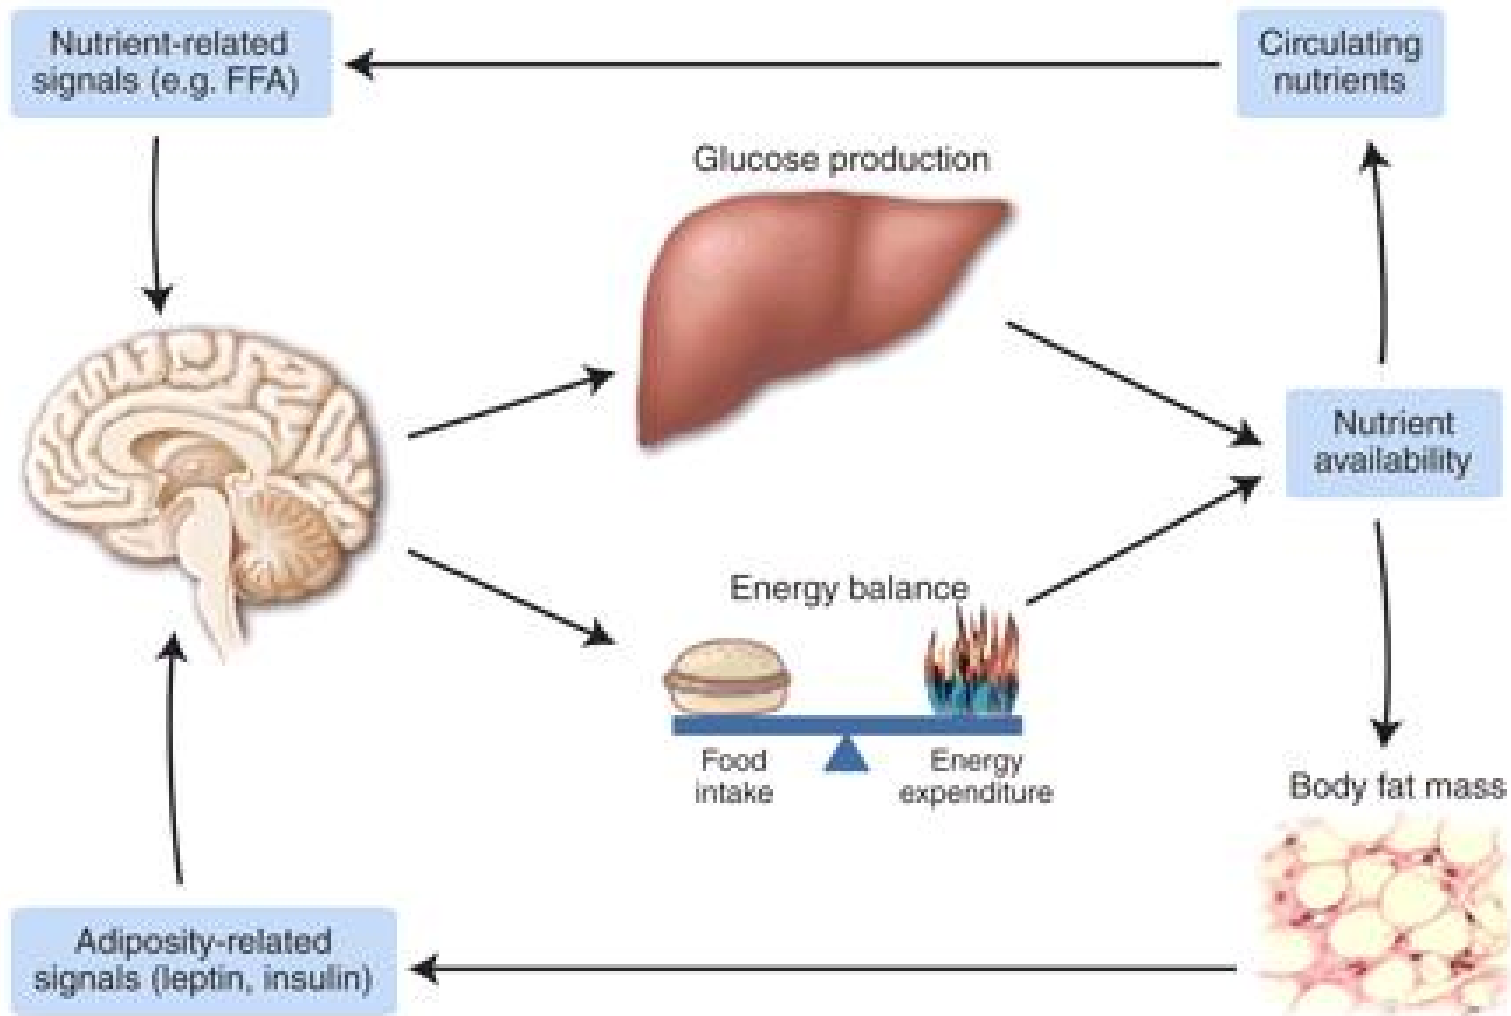 Nutrient-related
signals (e.g. FFA)
Circulating
nutrients
Glucose production
Nutrient
availability
Energy balance
Food
intake
Energy
expenditure
Body fat mass
Adiposity-related
signals (leptin, insulin)